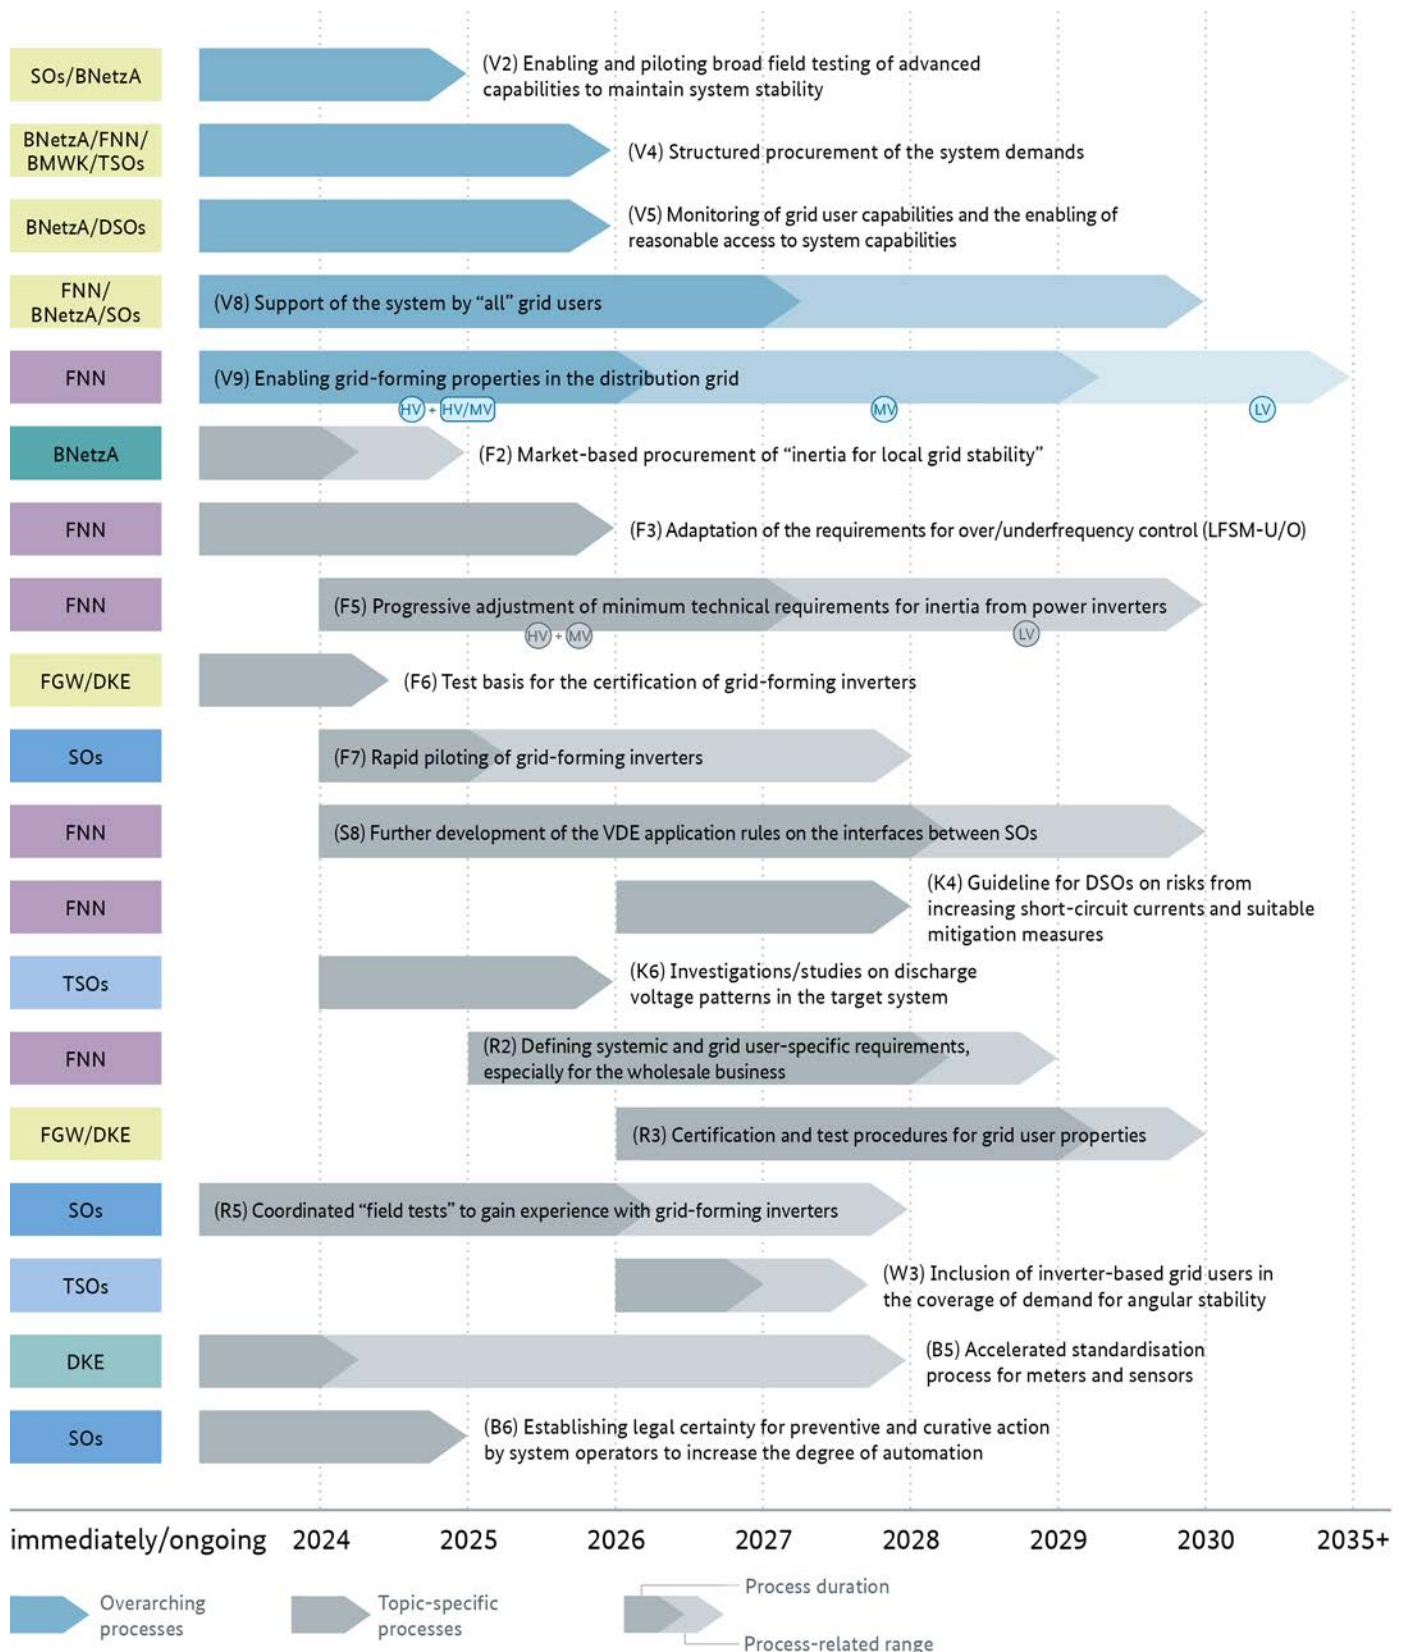 SOs/BNetzA
(V2) Enabling and piloting broad field testing of advanced
capabilities to maintain system stability
BNetzA/FNN/
BMWK/TSOs
(V4) Structured procurement of the system demands
BNetzA/DSOs
(V5) Monitoring of grid user capabilities and the enabling of
reasonable access to system capabilities
FNN/
BNetzA/SOs
(V8) Support of the system by “all” grid users
FNN
(V9) Enabling grid-forming properties in the distribution grid
HV + HV/MV
MV
LV
BNetzA
(F2) Market-based procurement of “inertia for local grid stability”
FNN
(F3) Adaptation of the requirements for over/underfrequency control (LFSM-U/O)
FNN
(F5) Progressive adjustment of minimum technical requirements for inertia from power inverters
HV + MV
LV
FGW/DKE
(F6) Test basis for the certification of grid-forming inverters
SOs
(F7) Rapid piloting of grid-forming inverters
FNN
(S8) Further development of the VDE application rules on the interfaces between SOs
FNN
(K4) Guideline for DSOs on risks from
increasing short-circuit currents and suitable
mitigation measures
TSOs
(K6) Investigations/studies on discharge
voltage patterns in the target system
FNN
(R2) Defining systemic and grid user-specific requirements,
especially for the wholesale business
FGW/DKE
(R3) Certification and test procedures for grid user properties
SOs
(R5) Coordinated “field tests” to gain experience with grid-forming inverters
TSOs
(W3) Inclusion of inverter-based grid users in
the coverage of demand for angular stability
DKE
(B5) Accelerated standardisation
process for meters and sensors
SOs
(B6) Establishing legal certainty for preventive and curative action
by system operators to increase the degree of automation
immediately/ongoing 2024 2025 2026 2027 2028 2029 2030 2035+
Overarching
processes
Topic-specific
processes
Process duration
Process-related range